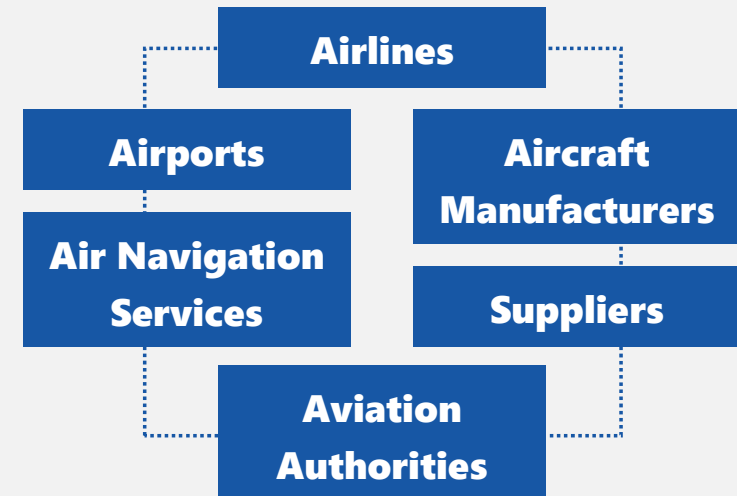 Airlines
Airports
Aircraft
Manufacturers
Air Navigation
Services
Suppliers
Aviation
Authorities